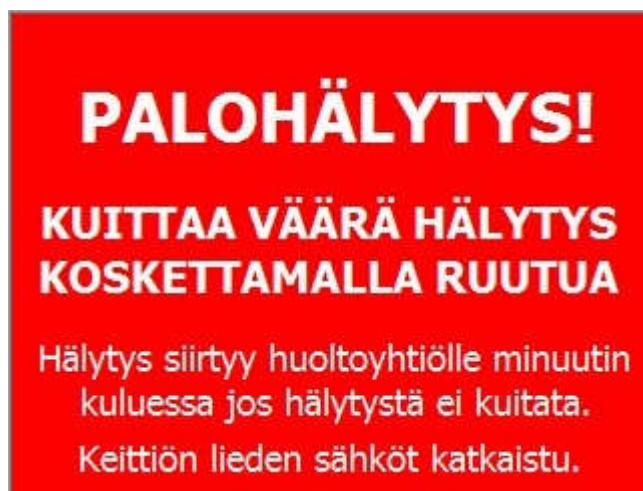 PALOHÄLYTYS!
KUITTAA VÄÄRÄ HÄLYTYS
KOSKETTAMALLA RUUTUA
Hälytys siirtyy huoltoyhtiölle minuutin
kuluessa jos hälytystä ei kuitata.
Keittiön lieden sähköt katkaistu.